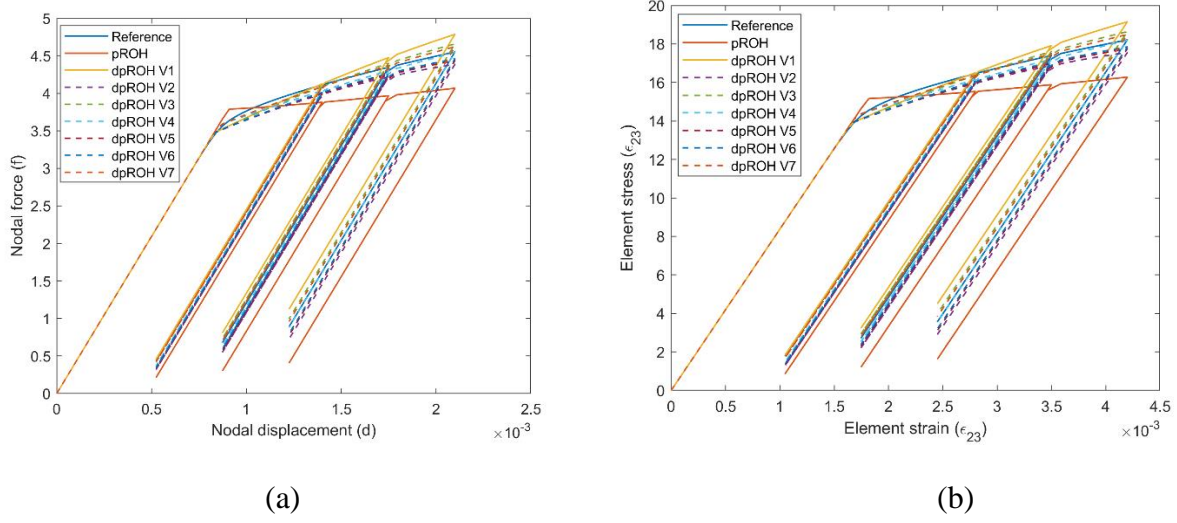 5
4.5
4
3.5
3
2.5
2
1.5
1
0.5
0
Nodal force (f)
Reference
pROH
dpROH V1
dpROH V2
dpROH V3
dpROH V4
dpROH V5
dpROH V6
dpROH V7
0 0.5 1 1.5 2 2.5
Nodal displacement (d)
×10⁻³
(a)
20
18
16
14
12
10
8
6
4
2
0
Element stress (ϵ₂₃)
Reference
pROH
dpROH V1
dpROH V2
dpROH V3
dpROH V4
dpROH V5
dpROH V6
dpROH V7
0 0.5 1 1.5 2 2.5 3 3.5 4 4.5
Element strain (ϵ₂₃)
×10⁻³
(b)